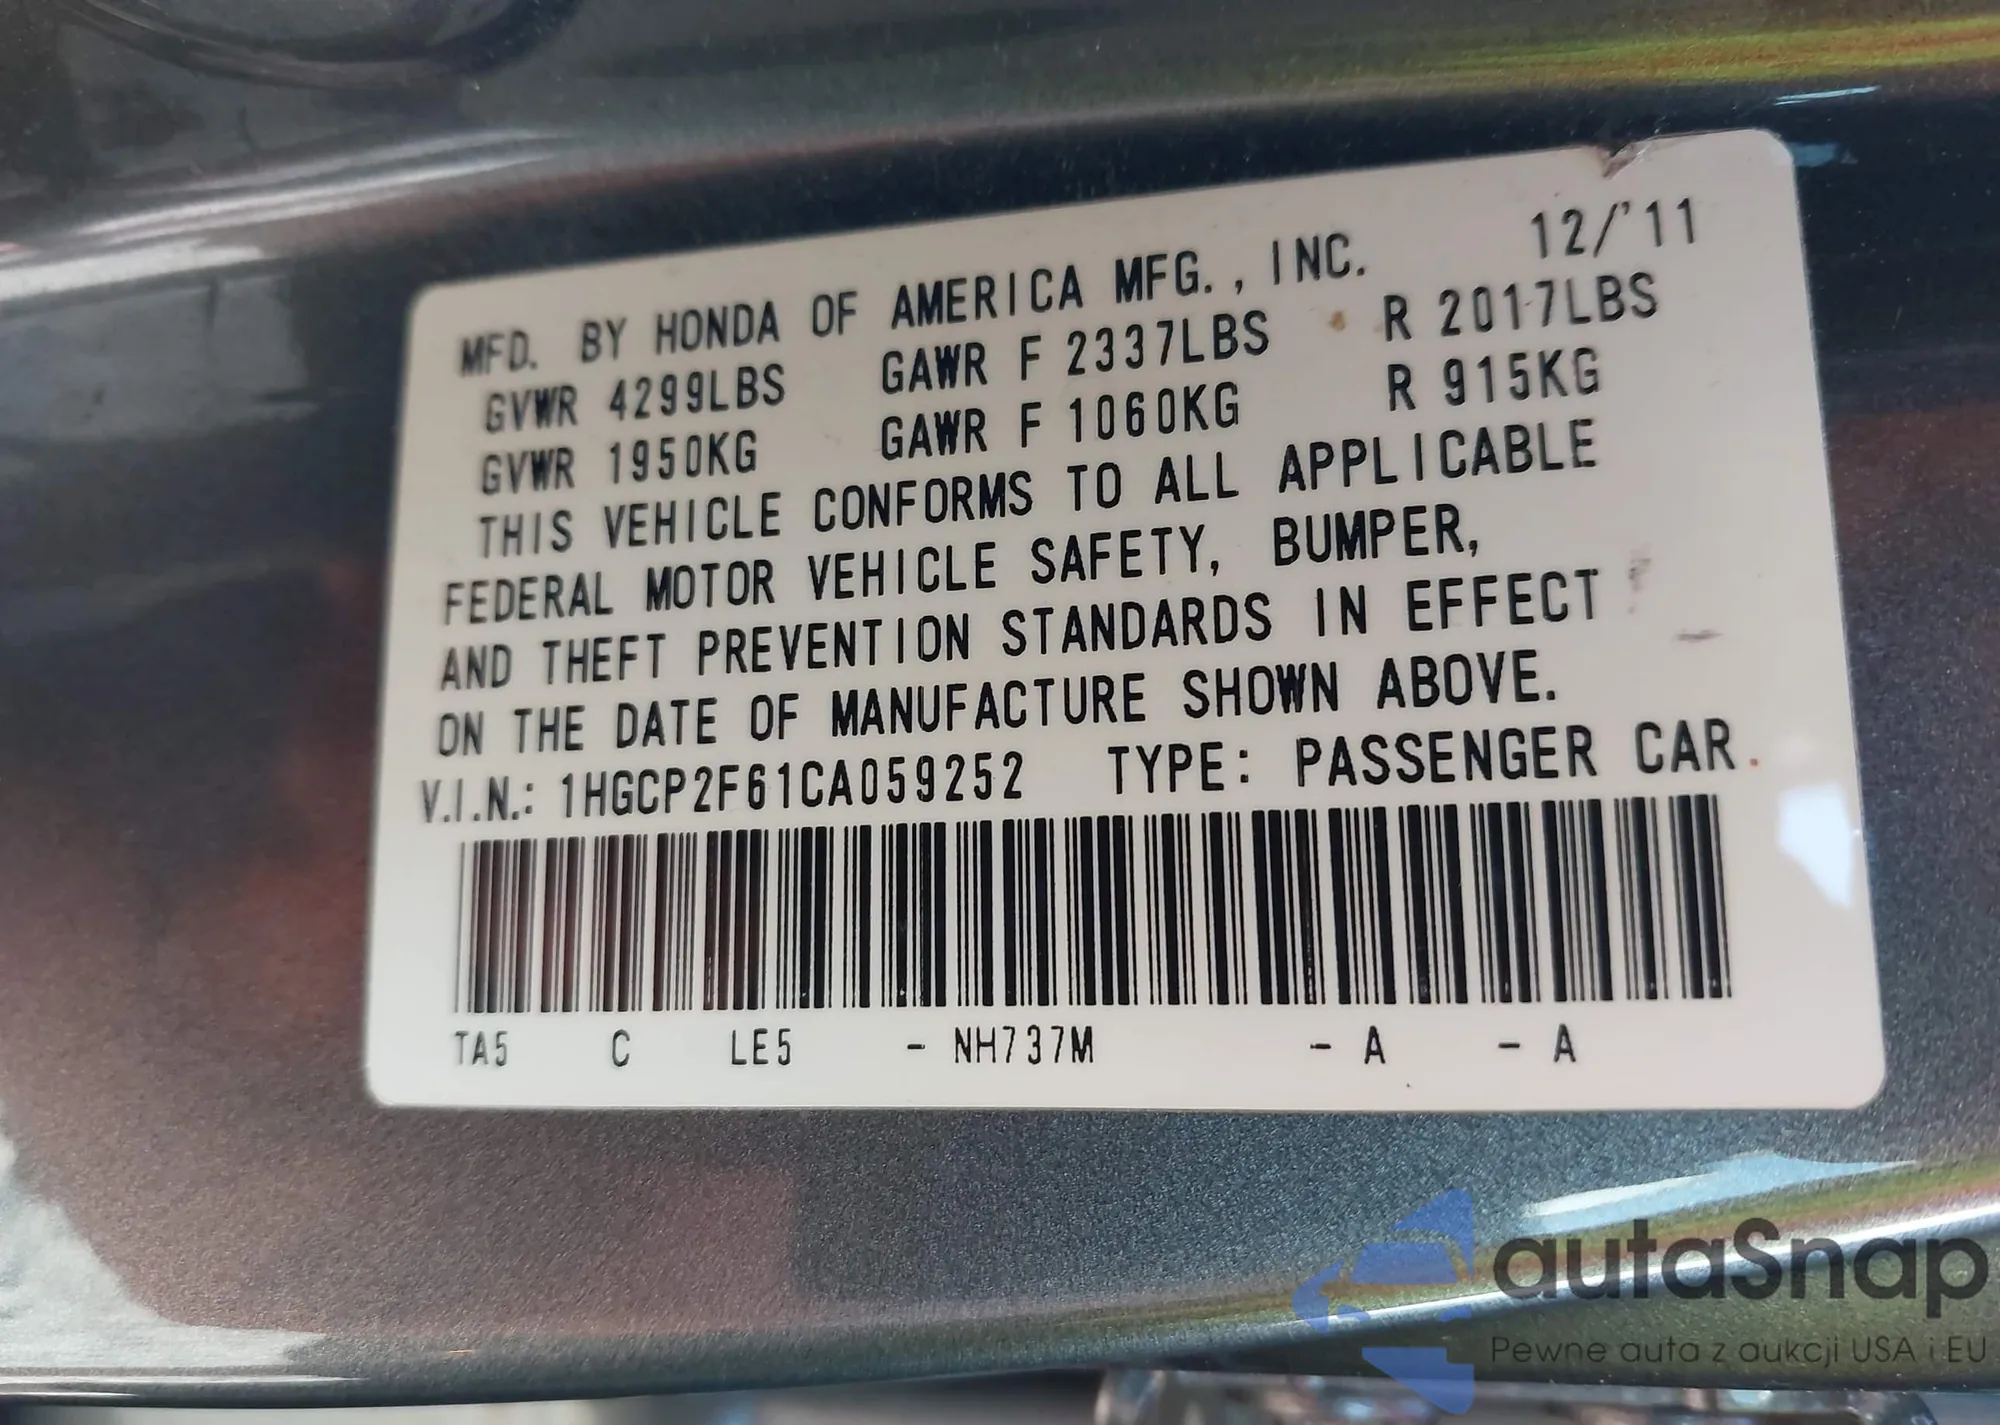 MFD. BY HONDA OF AMERICA MFG., INC. 12/'11
GVWR 4299LBS GAWR F 2337LBS R 2017LBS
GVWR 1950KG GAWR F 1060KG R 915KG
THIS VEHICLE CONFORMS TO ALL APPLICABLE
FEDERAL MOTOR VEHICLE SAFETY, BUMPER,
AND THEFT PREVENTION STANDARDS IN EFFECT
ON THE DATE OF MANUFACTURE SHOWN ABOVE.
V.I.N.: 1HGCP2F61CA059252 TYPE: PASSENGER CAR
TA5 C LE5 - NH737M - A - A
autaSnap
Pewne auta z aukcji USA i EU